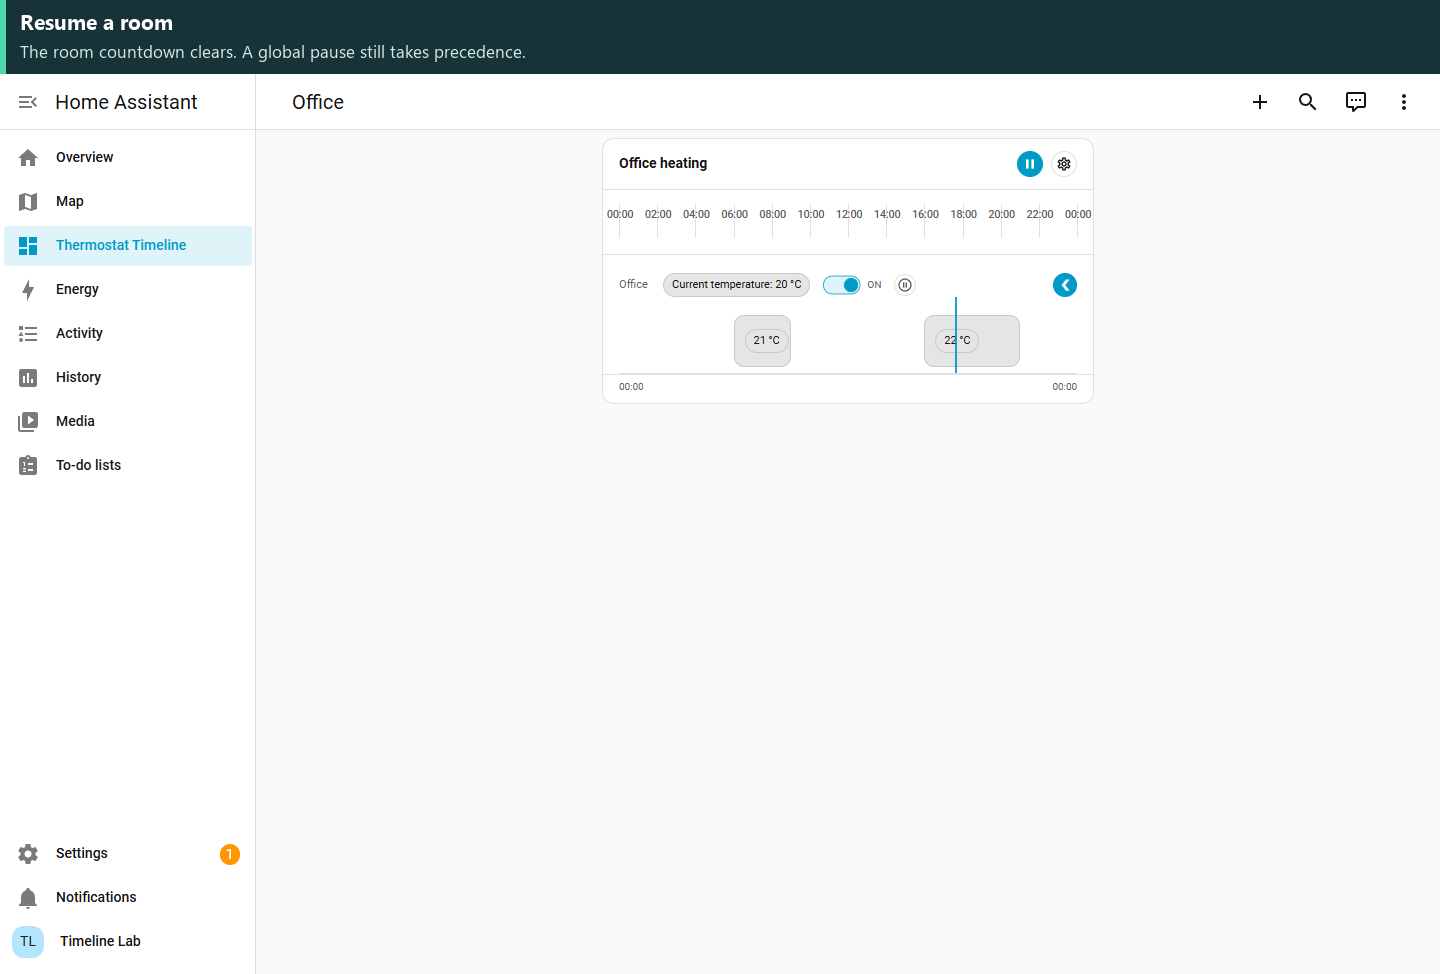 Resume a room
The room countdown clears. A global pause still takes precedence.
Home Assistant
Office
Overview
Map
Thermostat Timeline
Energy
Activity
History
Media
To-do lists
Settings 1
Notifications
TL Timeline Lab
Office heating
00:00 02:00 04:00 06:00 08:00 10:00 12:00 14:00 16:00 18:00 20:00 22:00 00:00
Office Current temperature: 20 °C ON
21 °C 22 °C
00:00 00:00